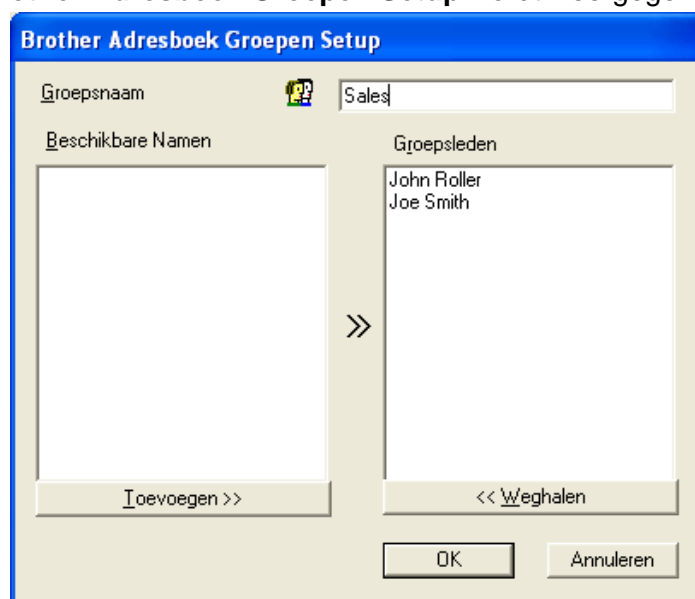 Brother Adresboek Groepen Setup
Groepsnaam
Sales
Beschikbare Namen
Groepsleden
John Roller
Joe Smith
>>
Toevoegen >>
<< Weghalen
OK
Annuleren